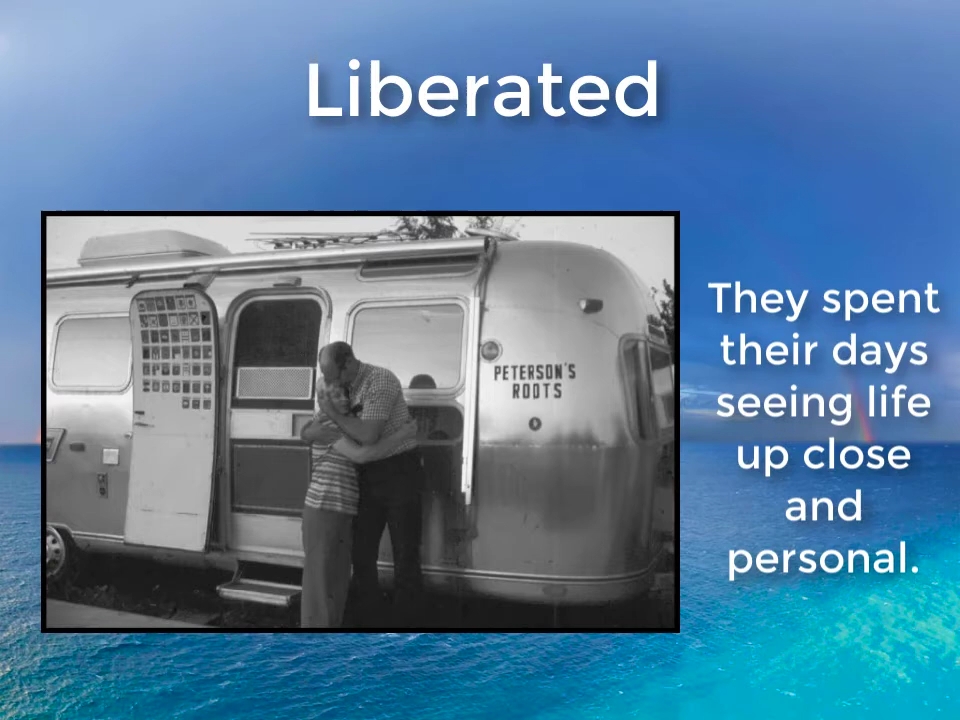 Liberated
PETERSON'S
ROOTS
They spent
their days
seeing life
up close
and
personal.